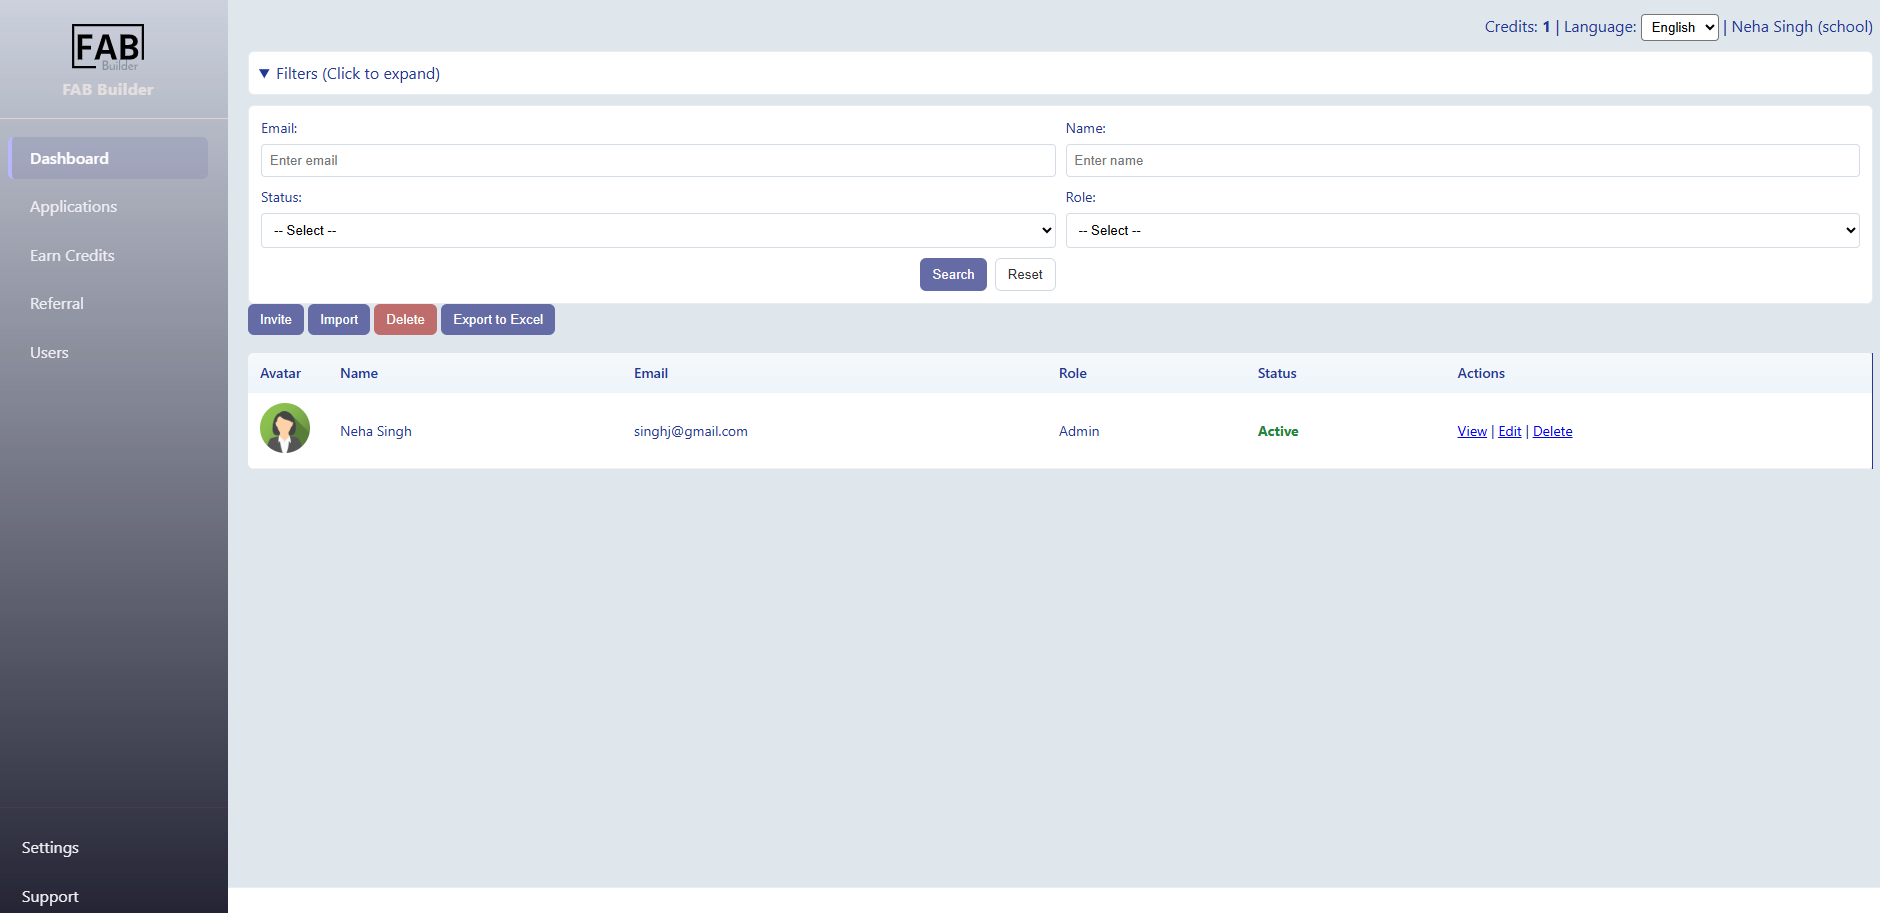 FAB
Builder
FAB Builder
Dashboard
Applications
Earn Credits
Referral
Users
Settings
Support
Credits: 1 | Language: English | Neha Singh (school)
▼ Filters (Click to expand)
Email: Name:
Enter email Enter name
Status: Role:
-- Select -- -- Select --
Search Reset
Invite Import Delete Export to Excel
Avatar Name Email Role Status Actions
Neha Singh singhj@gmail.com Admin Active View | Edit | Delete